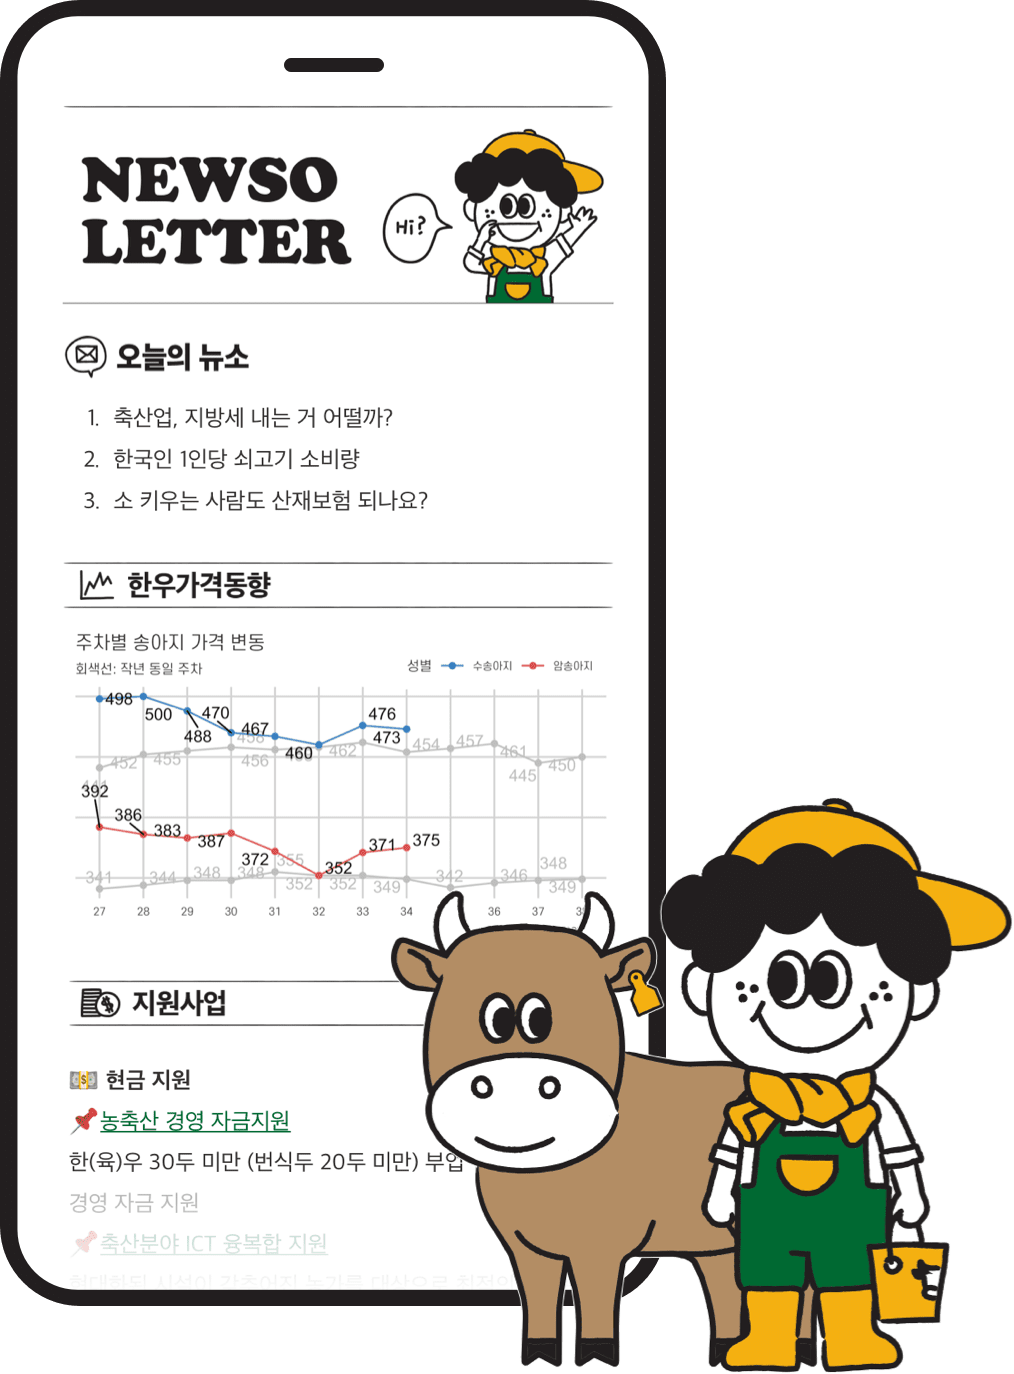 NEWSO
LETTER
Hi?
오늘의 뉴소
1. 축산업, 지방세 내는 거 어떨까?
2. 한국인 1인당 쇠고기 소비량
3. 소 키우는 사람도 산재보험 되나요?
한우가격동향
주차별 송아지 가격 변동
회색선: 작년 동일 주차
성별 수송아지 암송아지
498 500 488 470 467 460 476 473
452 455 458 456 462 454 457 461 445 450
392 386 383 387 372 352 371 375
341 344 348 348 355 352 352 349 342 346 348 349
27 28 29 30 31 32 33 34 36 37
지원사업
현금 지원
농축산 경영 자금지원
한(육)우 30두 미만 (번식두 20두 미만) 부업
경영 자금 지원
축산분야 ICT 융복합 지원